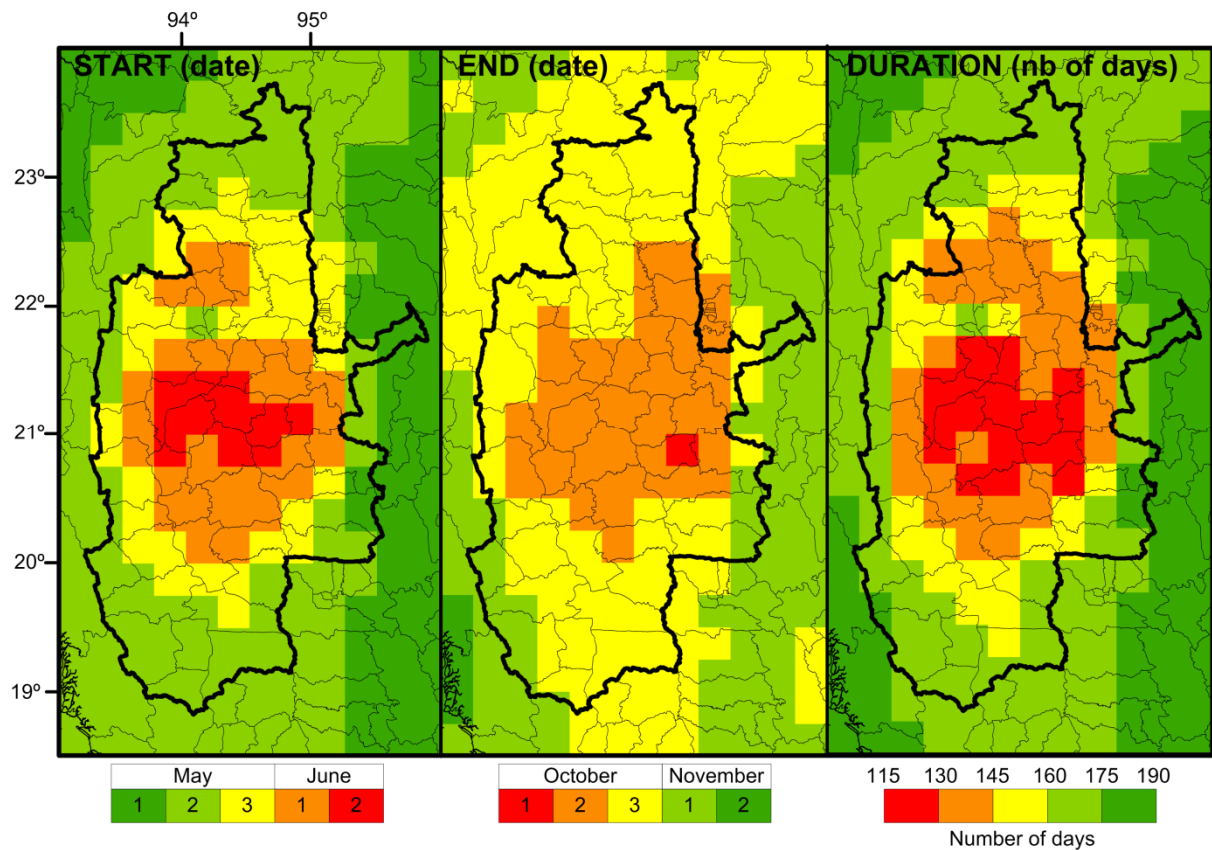 94º 95º
START (date) END (date) DURATION (nb of days)
23º
22º
21º
20º
19º
May June October November 115 130 145 160 175 190
1 2 3 1 2 1 2 3 1 2
Number of days